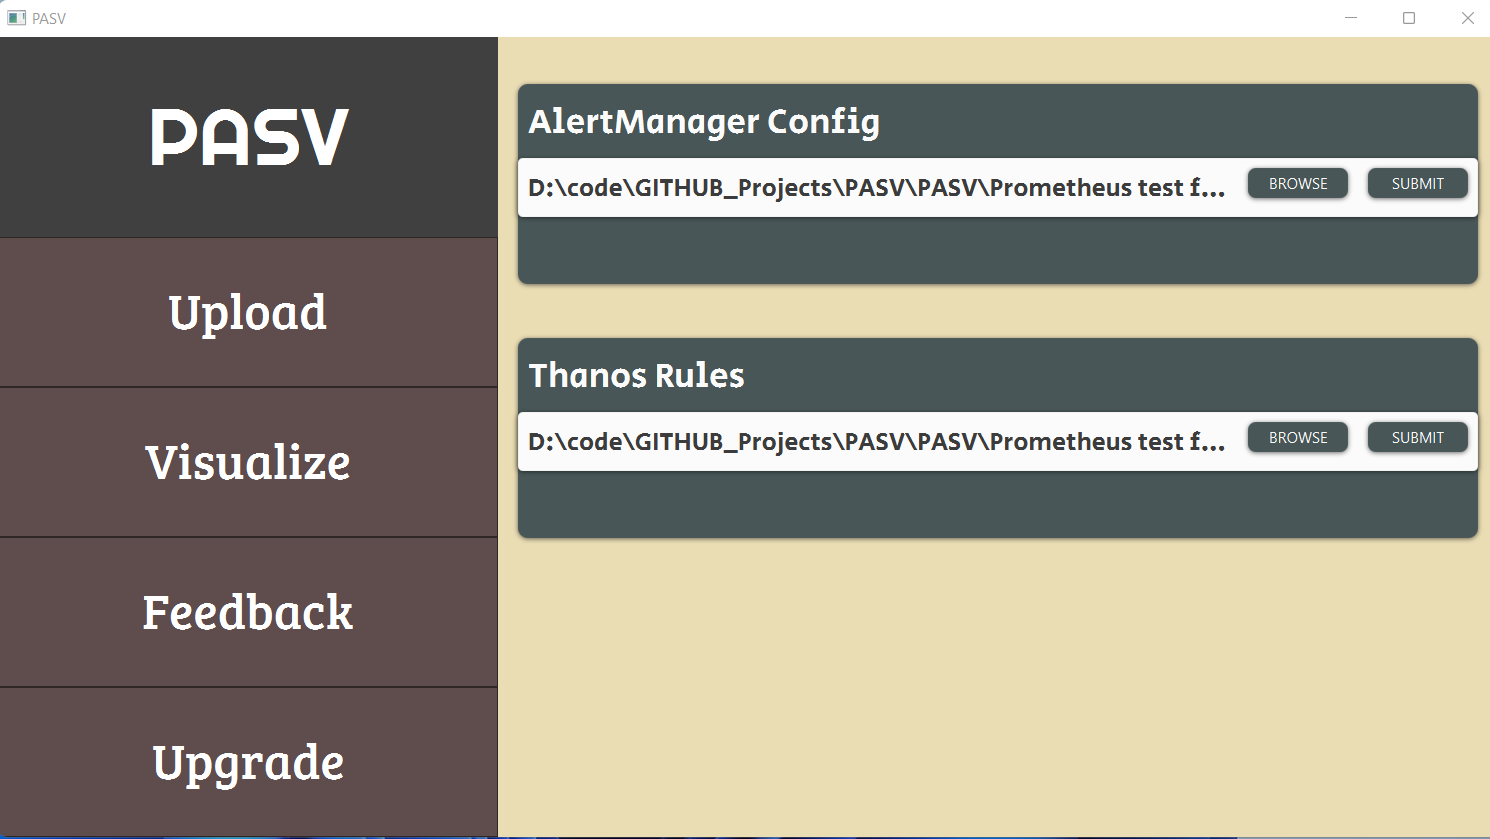 PASV
PASV
Upload
Visualize
Feedback
Upgrade
AlertManager Config
D:\code\GITHUB_Projects\PASV\PASV\Prometheus test f... BROWSE SUBMIT
Thanos Rules
D:\code\GITHUB_Projects\PASV\PASV\Prometheus test f... BROWSE SUBMIT